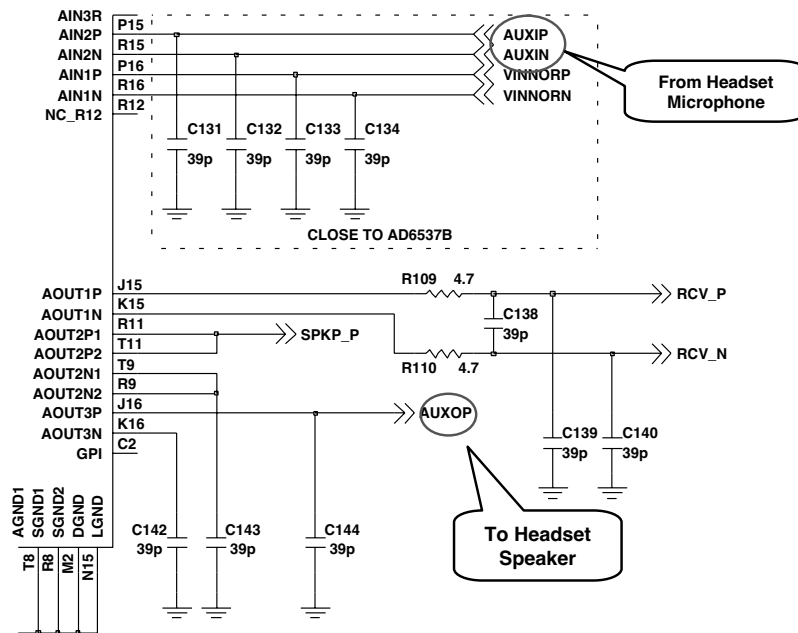 AIN3R
P15
AIN2P
R15
AIN2N
P16
AIN1P
R16
AIN1N
R12
NC_R12
AUXIP
AUXIN
VINNORP
VINNORN
From Headset
Microphone
C131
39p
C132
39p
C133
39p
C134
39p
CLOSE TO AD6537B
AOUT1P
J15
AOUT1N
K15
AOUT2P1
R11
AOUT2P2
T11
AOUT2N1
T9
AOUT2N2
R9
AOUT3P
J16
AOUT3N
K16
GPI
C2
R109 4.7
RCV_P
C138
39p
SPKP_P
R110 4.7
RCV_N
AUXOP
C139
39p
C140
39p
To Headset
Speaker
C142
39p
C143
39p
C144
39p
AGND1
SGND1
SGND2
DGND
LGND
T8
R8
M2
N15